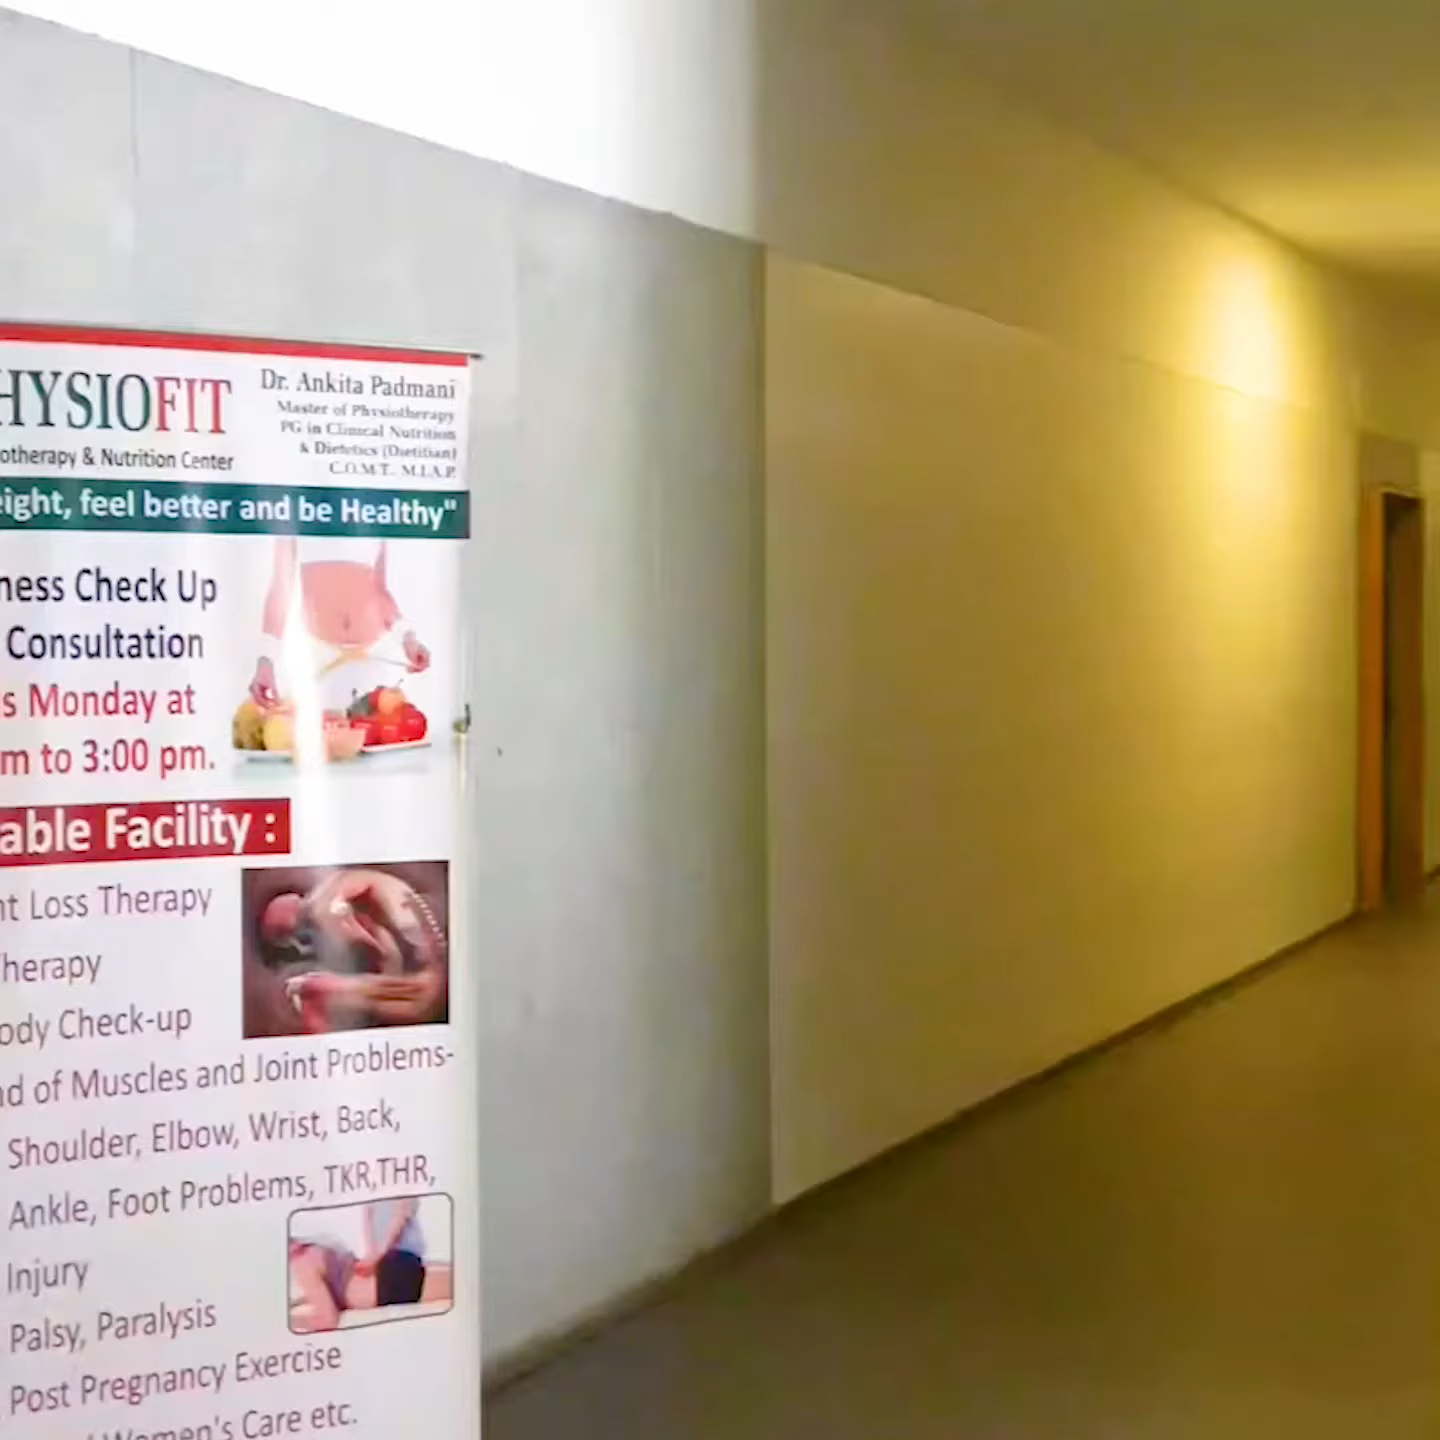 HYSIOFIT
otherapy & Nutrition Center
Dr. Ankita Padmani
Master of Physiotherapy
PG in Clinical Nutrition
& Dietetics (Dietitian)
C.O.M.T. M.I.A.P.
eight, feel better and be Healthy"
ness Check Up
Consultation
s Monday at
m to 3:00 pm.
able Facility :
nt Loss Therapy
herapy
ody Check-up
nd of Muscles and Joint Problems-
Shoulder, Elbow, Wrist, Back,
Ankle, Foot Problems, TKR,THR,
Injury
Palsy, Paralysis
Post Pregnancy Exercise
Women's Care etc.